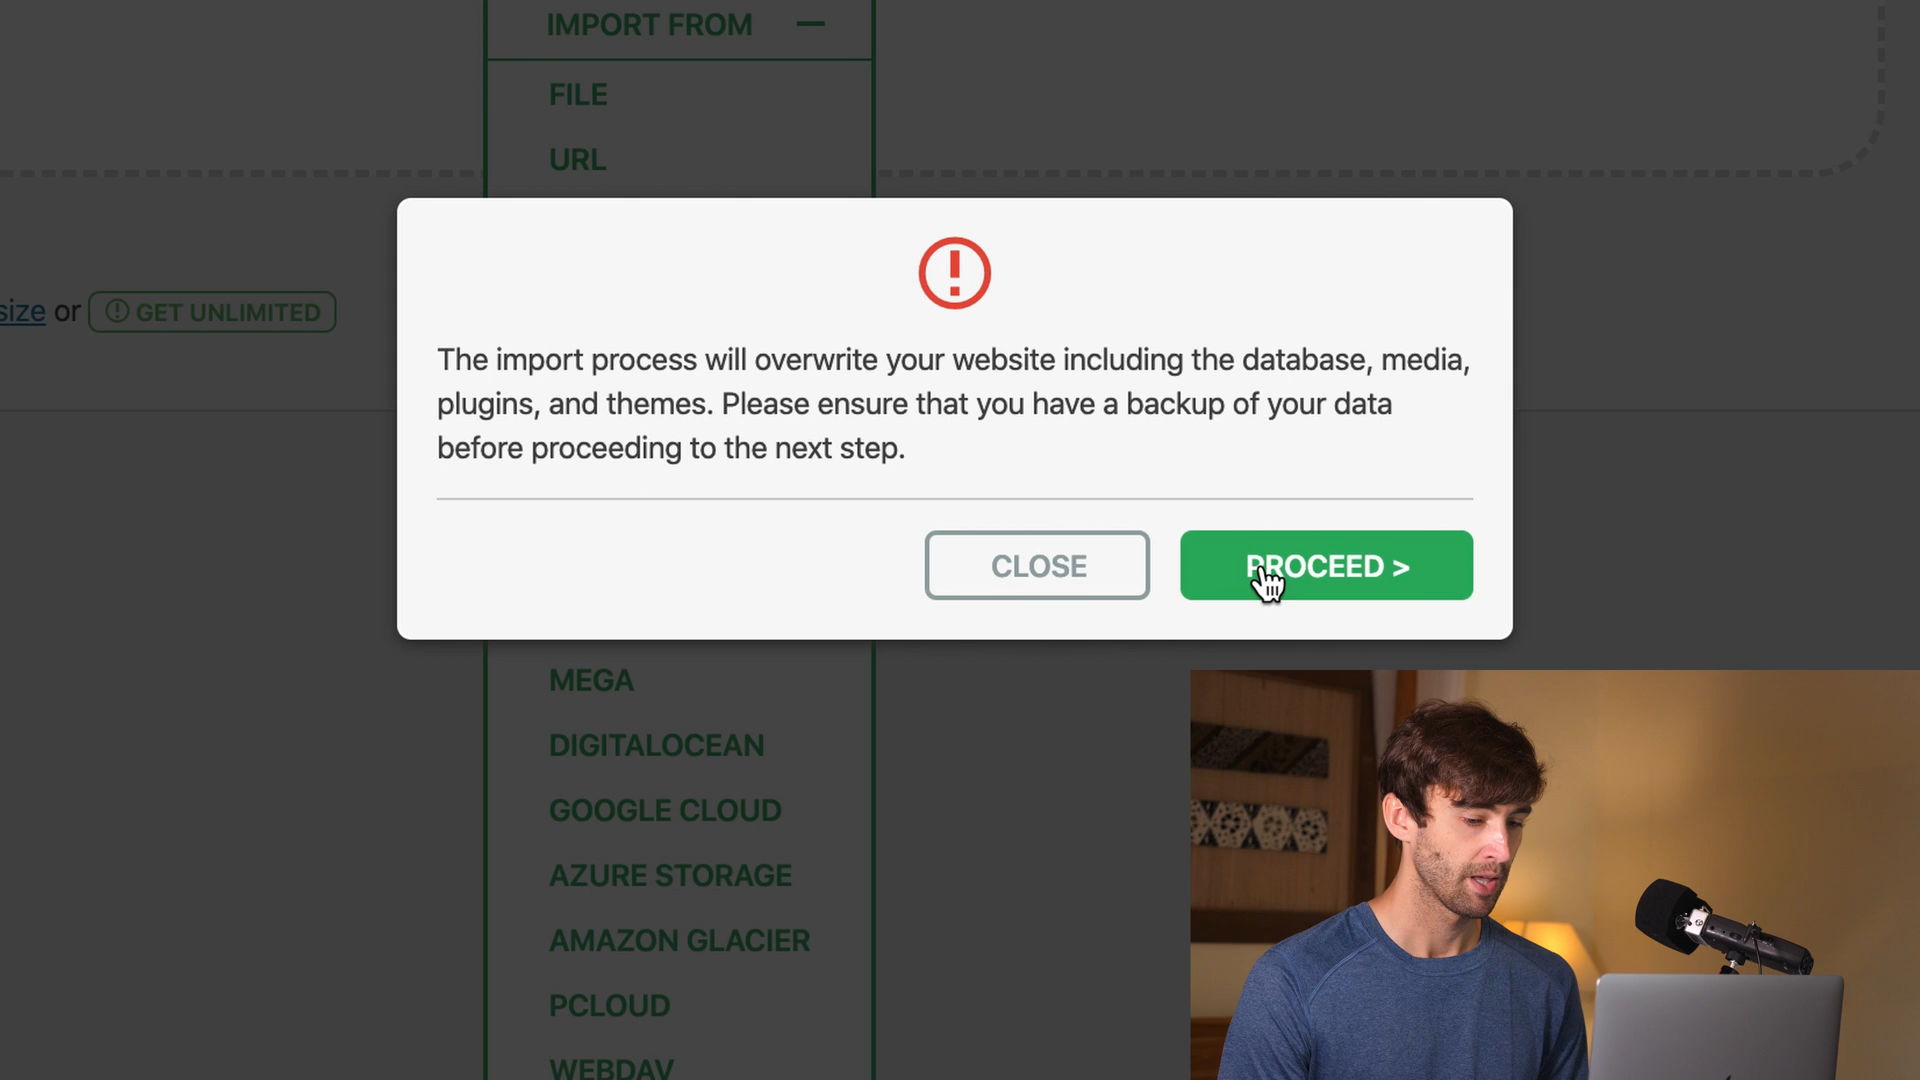 IMPORT FROM
FILE
URL
size or GET UNLIMITED
The import process will overwrite your website including the database, media,
plugins, and themes. Please ensure that you have a backup of your data
before proceeding to the next step.
CLOSE
PROCEED >
MEGA
DIGITALOCEAN
GOOGLE CLOUD
AZURE STORAGE
AMAZON GLACIER
PCLOUD
WEBDAV